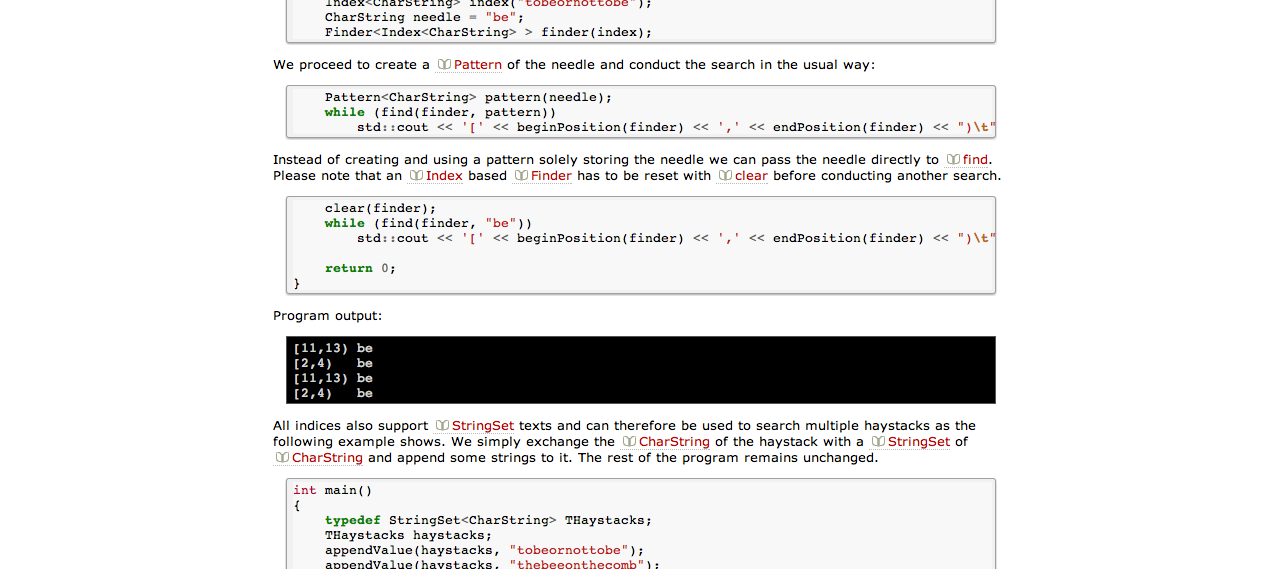 Index<CharString> index("tobeornottobe");
CharString needle = "be";
Finder<Index<CharString> > finder(index);
We proceed to create a Pattern of the needle and conduct the search in the usual way:
Pattern<CharString> pattern(needle);
while (find(finder, pattern))
std::cout << '[' << beginPosition(finder) << ',' << endPosition(finder) << ")\t"
Instead of creating and using a pattern solely storing the needle we can pass the needle directly to find.
Please note that an Index based Finder has to be reset with clear before conducting another search.
clear(finder);
while (find(finder, "be"))
std::cout << '[' << beginPosition(finder) << ',' << endPosition(finder) << ")\t"
return 0;
}
Program output:
[11,13) be
[2,4) be
[11,13) be
[2,4) be
All indices also support StringSet texts and can therefore be used to search multiple haystacks as the
following example shows. We simply exchange the CharString of the haystack with a StringSet of
CharString and append some strings to it. The rest of the program remains unchanged.
int main()
{
typedef StringSet<CharString> THaystacks;
THaystacks haystacks;
appendValue(haystacks, "tobeornottobe");
appendValue(haystacks, "thebeeonthecomb");